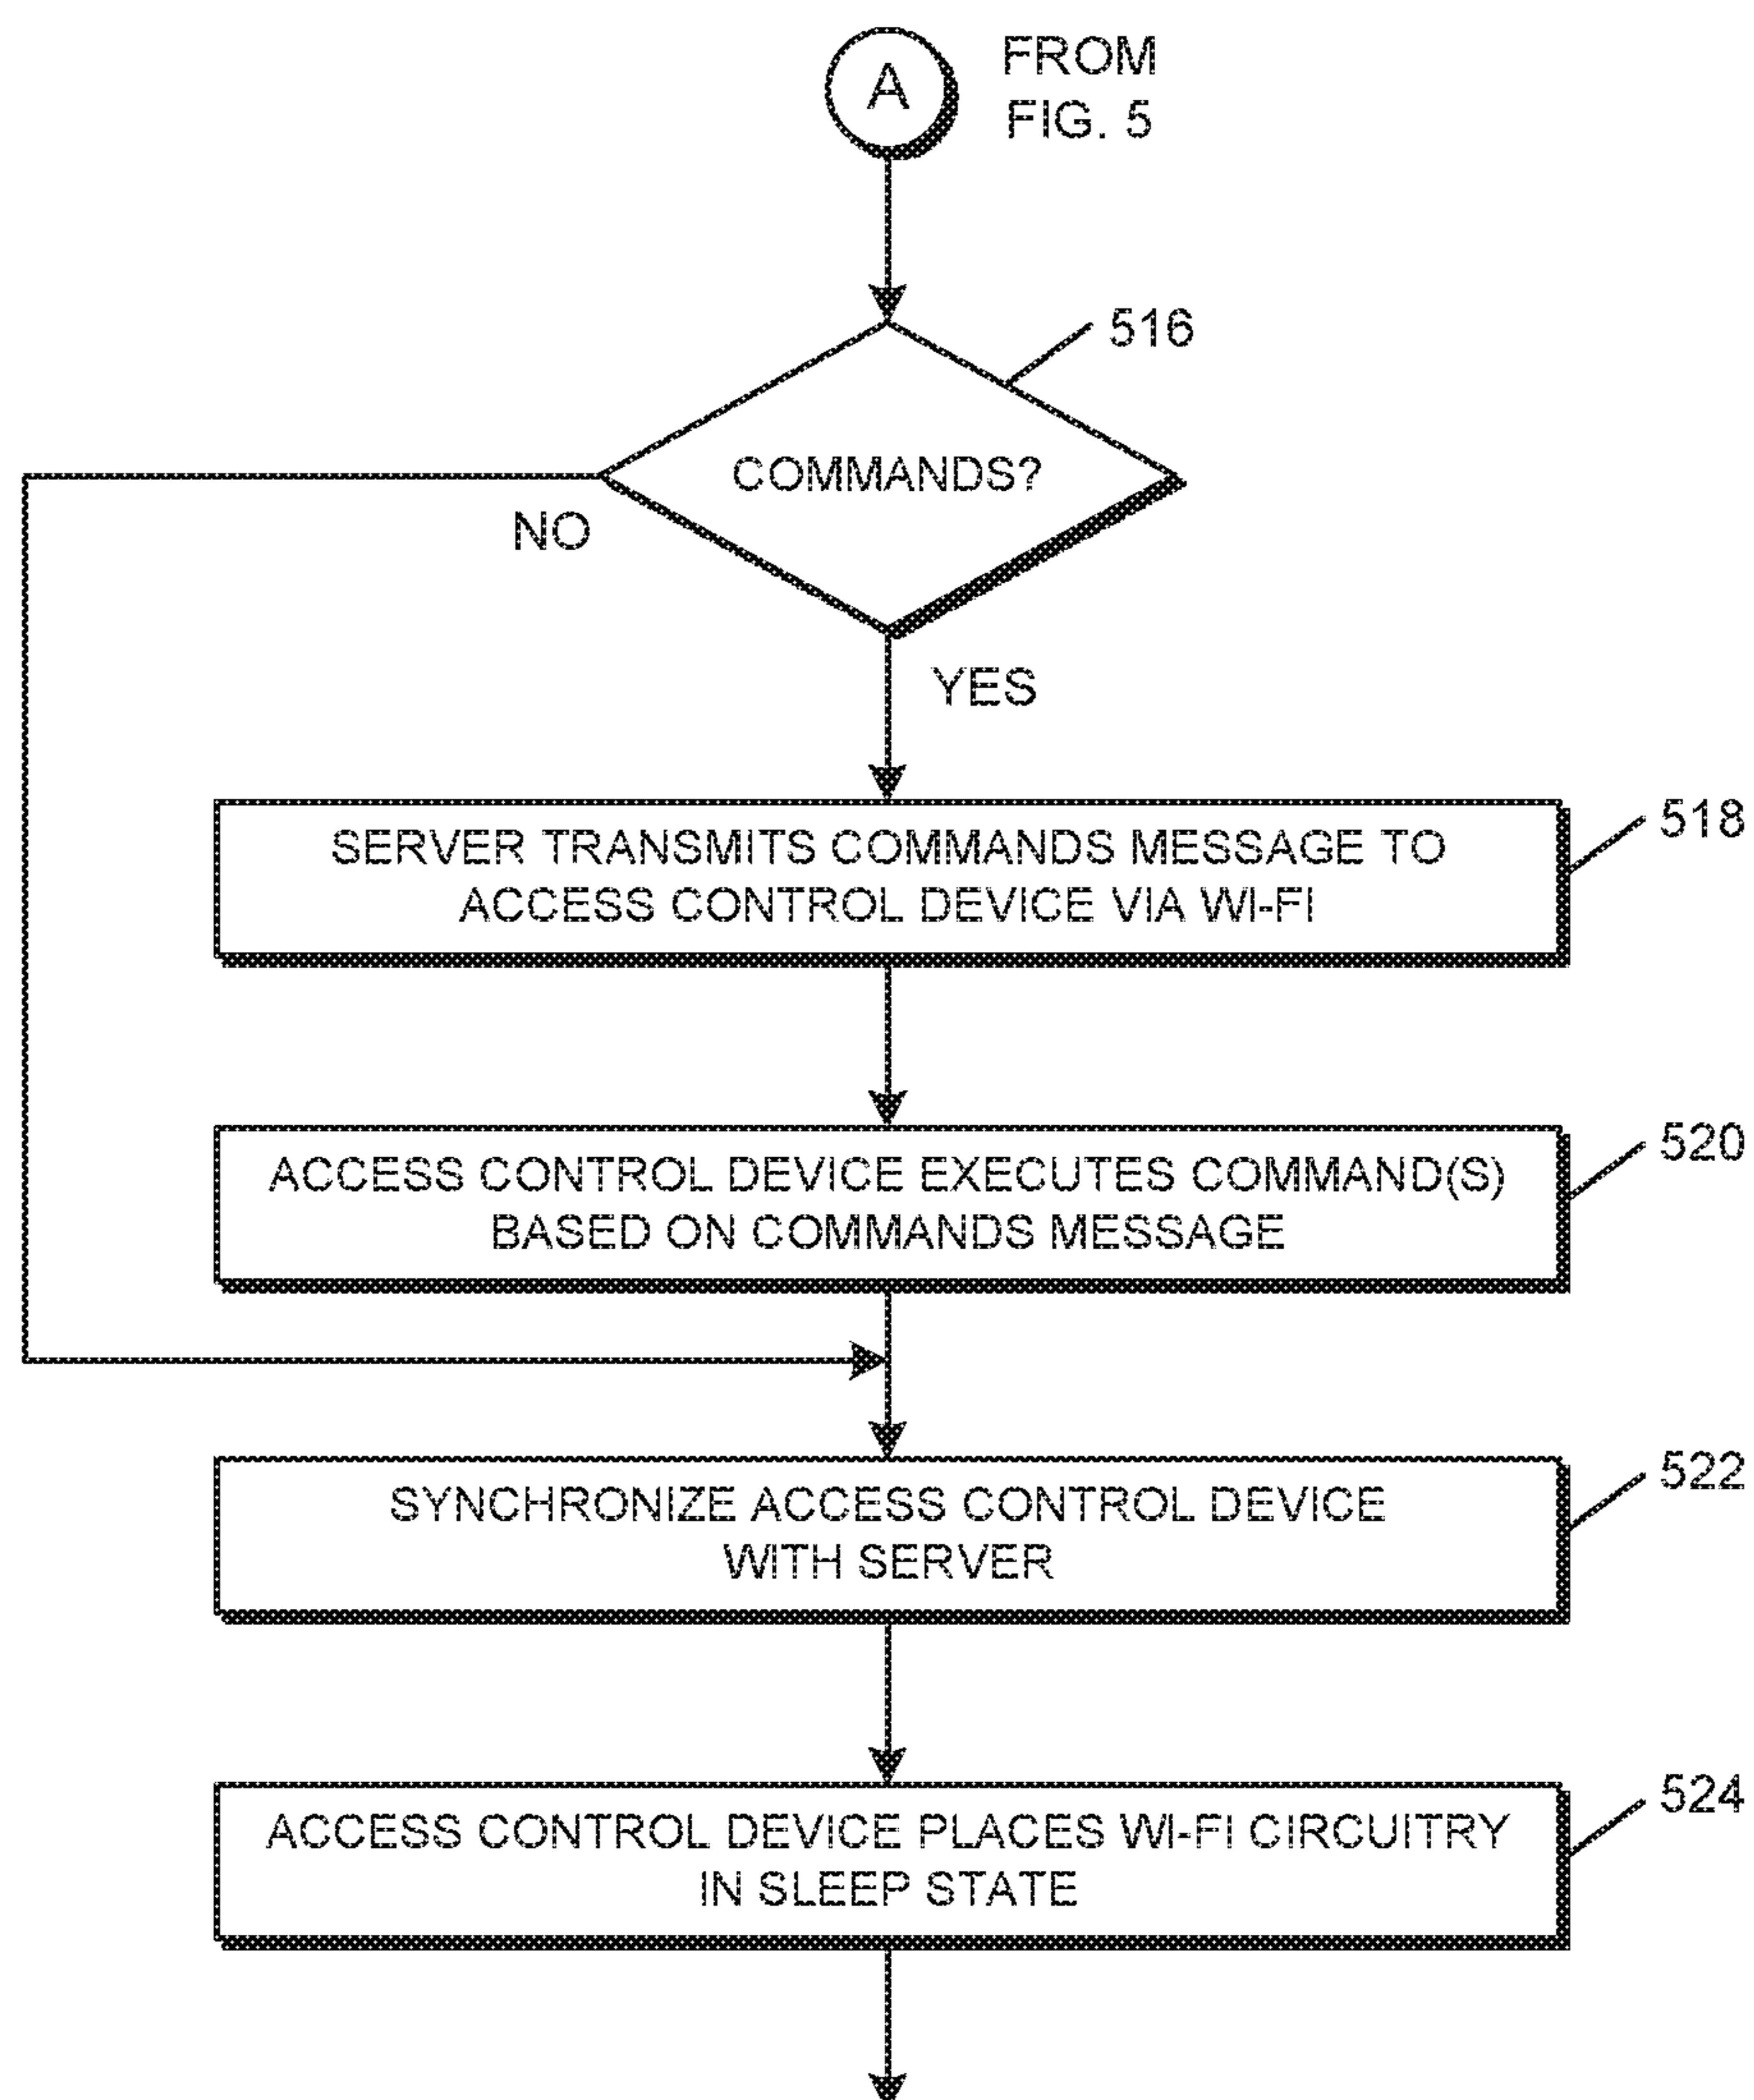 A
FROM
FIG. 5
516
COMMANDS?
NO
YES
518
SERVER TRANSMITS COMMANDS MESSAGE TO
ACCESS CONTROL DEVICE VIA WI-FI
520
ACCESS CONTROL DEVICE EXECUTES COMMAND(S)
BASED ON COMMANDS MESSAGE
522
SYNCHRONIZE ACCESS CONTROL DEVICE
WITH SERVER
524
ACCESS CONTROL DEVICE PLACES WI-FI CIRCUITRY
IN SLEEP STATE